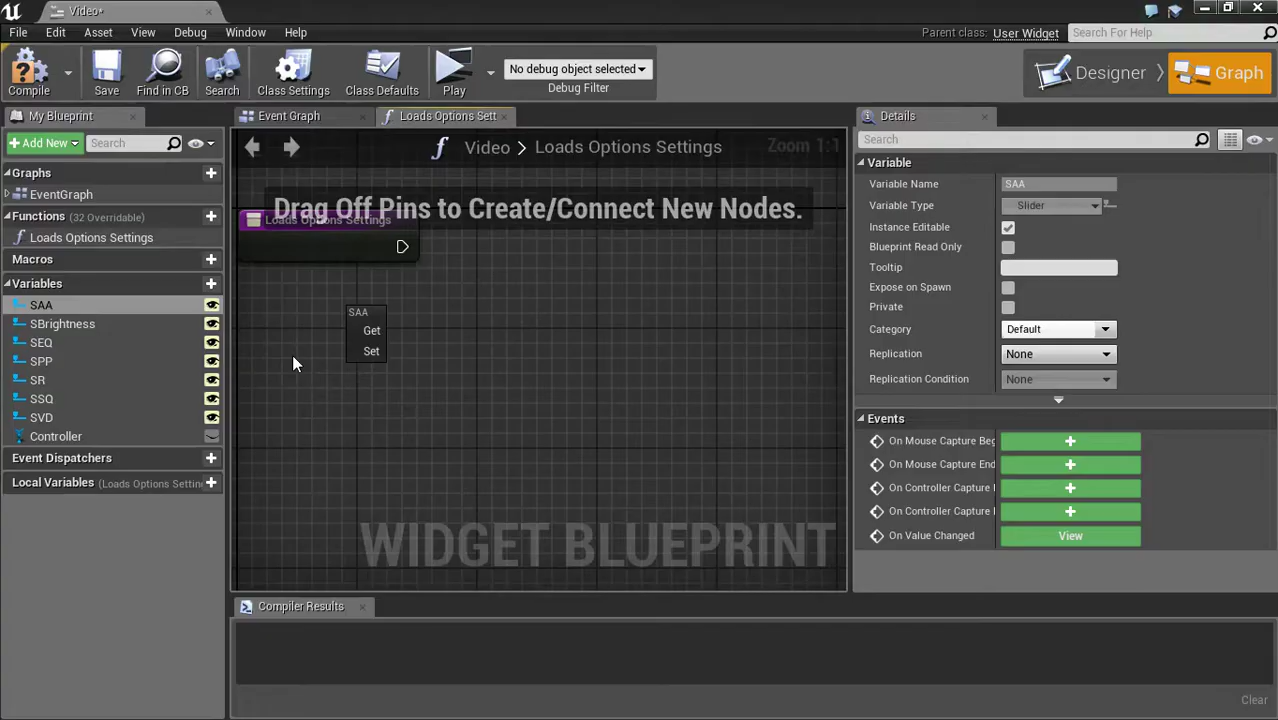 Video*
File
Edit
Asset
View
Debug
Window
Help
Parent class:
User Widget
Search For Help
Compile
Save
Find in CB
Search
Class Settings
Class Defaults
Play
No debug object selected
Debug Filter
Designer
Graph
My Blueprint
Event Graph
Loads Options Sett
Details
Add New
Search
Video > Loads Options Settings
Zoom 1:1
Search
Graphs
EventGraph
Functions (32 Overridable)
Loads Options Settings
Macros
Variables
SAA
SBrightness
SEQ
SPP
SR
SSQ
SVD
Controller
Event Dispatchers
Local Variables (Loads Options Setting
Drag Off Pins to Create/Connect New Nodes.
Loads Options Settings
SAA
Get
Set
WIDGET BLUEPRINT
Variable
Variable Name
SAA
Variable Type
Slider
Instance Editable
Blueprint Read Only
Tooltip
Expose on Spawn
Private
Category
Default
Replication
None
Replication Condition
None
Events
On Mouse Capture Beg
On Mouse Capture End
On Controller Capture
On Controller Capture
On Value Changed
View
Compiler Results
Clear